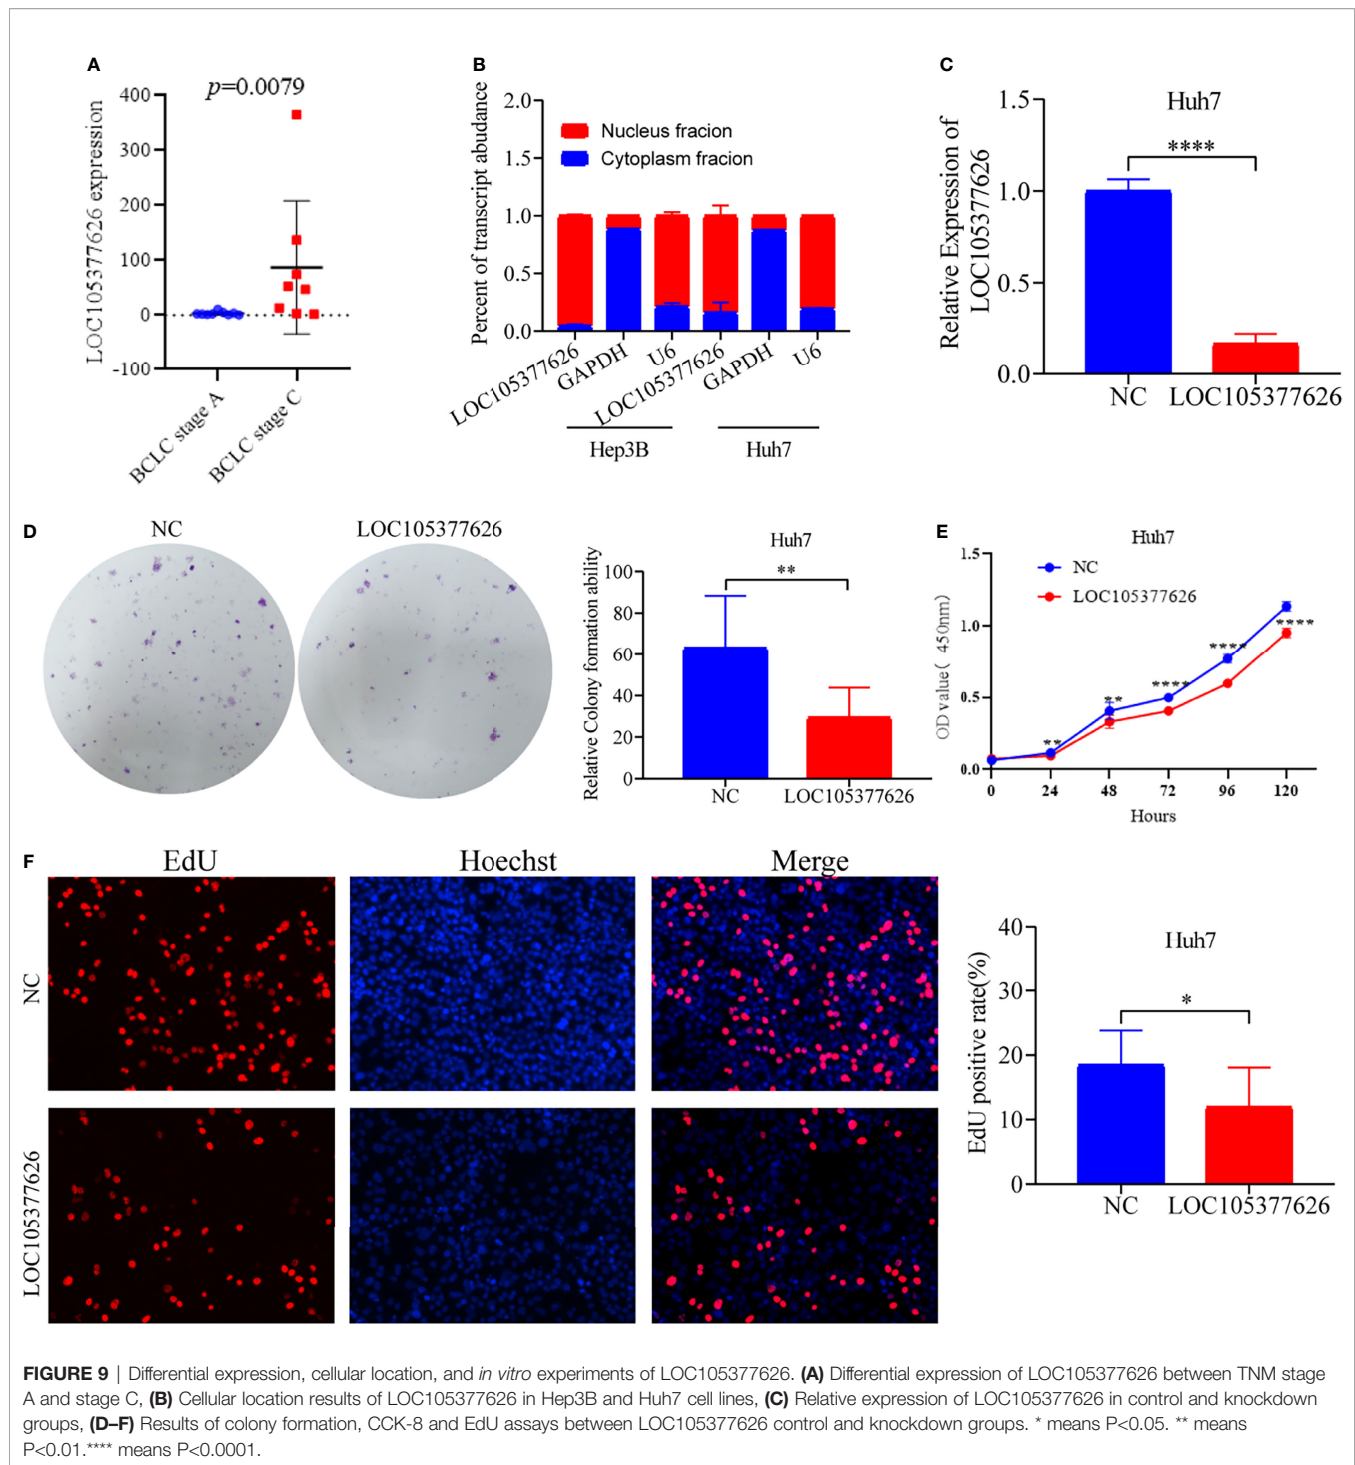 A
p=0.0079
LOC105377626 expression
400
300
200
100
0
-100
BCLC stage A
BCLC stage C
B
Percent of transcript abudance
2.0
1.5
1.0
0.5
0.0
Nucleus fracion
Cytoplasm fracion
LOC105377626
GAPDH
U6
LOC105377626
GAPDH
U6
Hep3B
Huh7
C
Huh7
Relative Expression of
LOC105377626
1.5
1.0
0.5
0.0
****
NC
LOC105377626
D
NC
LOC105377626
Huh7
Relative Colony formation ability
100
80
60
40
20
0
**
NC
LOC105377626
E
Huh7
OD value( 450nm)
1.5
1.0
0.5
0.0
NC
LOC105377626
**
**
****
****
****
0
24
48
72
96
120
Hours
F
EdU
Hoechst
Merge
NC
LOC105377626
Huh7
EdU positive rate(%)
40
30
20
10
0
*
NC
LOC105377626
FIGURE 9 | Differential expression, cellular location, and in vitro experiments of LOC105377626. (A) Differential expression of LOC105377626 between TNM stage
A and stage C, (B) Cellular location results of LOC105377626 in Hep3B and Huh7 cell lines, (C) Relative expression of LOC105377626 in control and knockdown
groups, (D–F) Results of colony formation, CCK-8 and EdU assays between LOC105377626 control and knockdown groups. * means P<0.05. ** means
P<0.01.**** means P<0.0001.